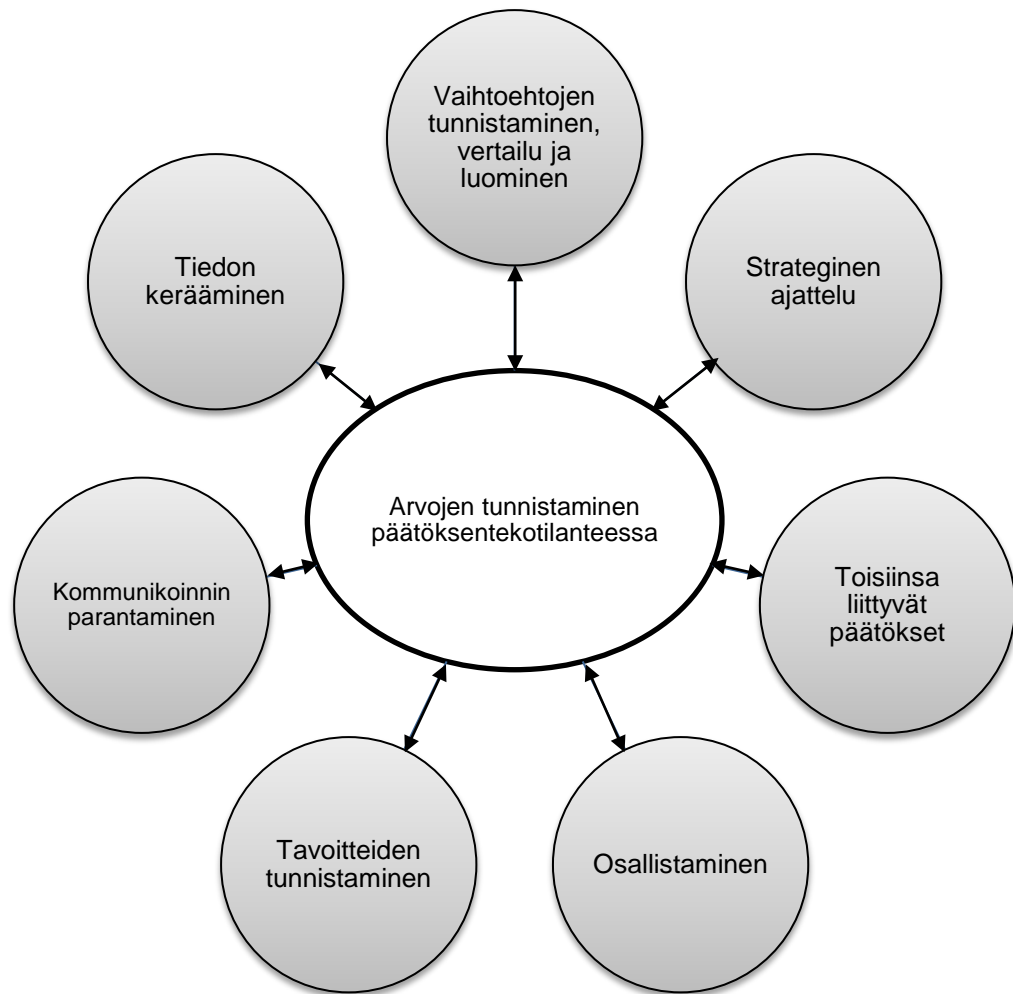 Vaihtoehtojen
tunnistaminen,
vertailu ja
luominen
Tiedon
kerääminen
Strateginen
ajattelu
Arvojen tunnistaminen
päätöksentekotilanteessa
Kommunikoinnin
parantaminen
Toisiinsa
liittyvät
päätökset
Tavoitteiden
tunnistaminen
Osallistaminen